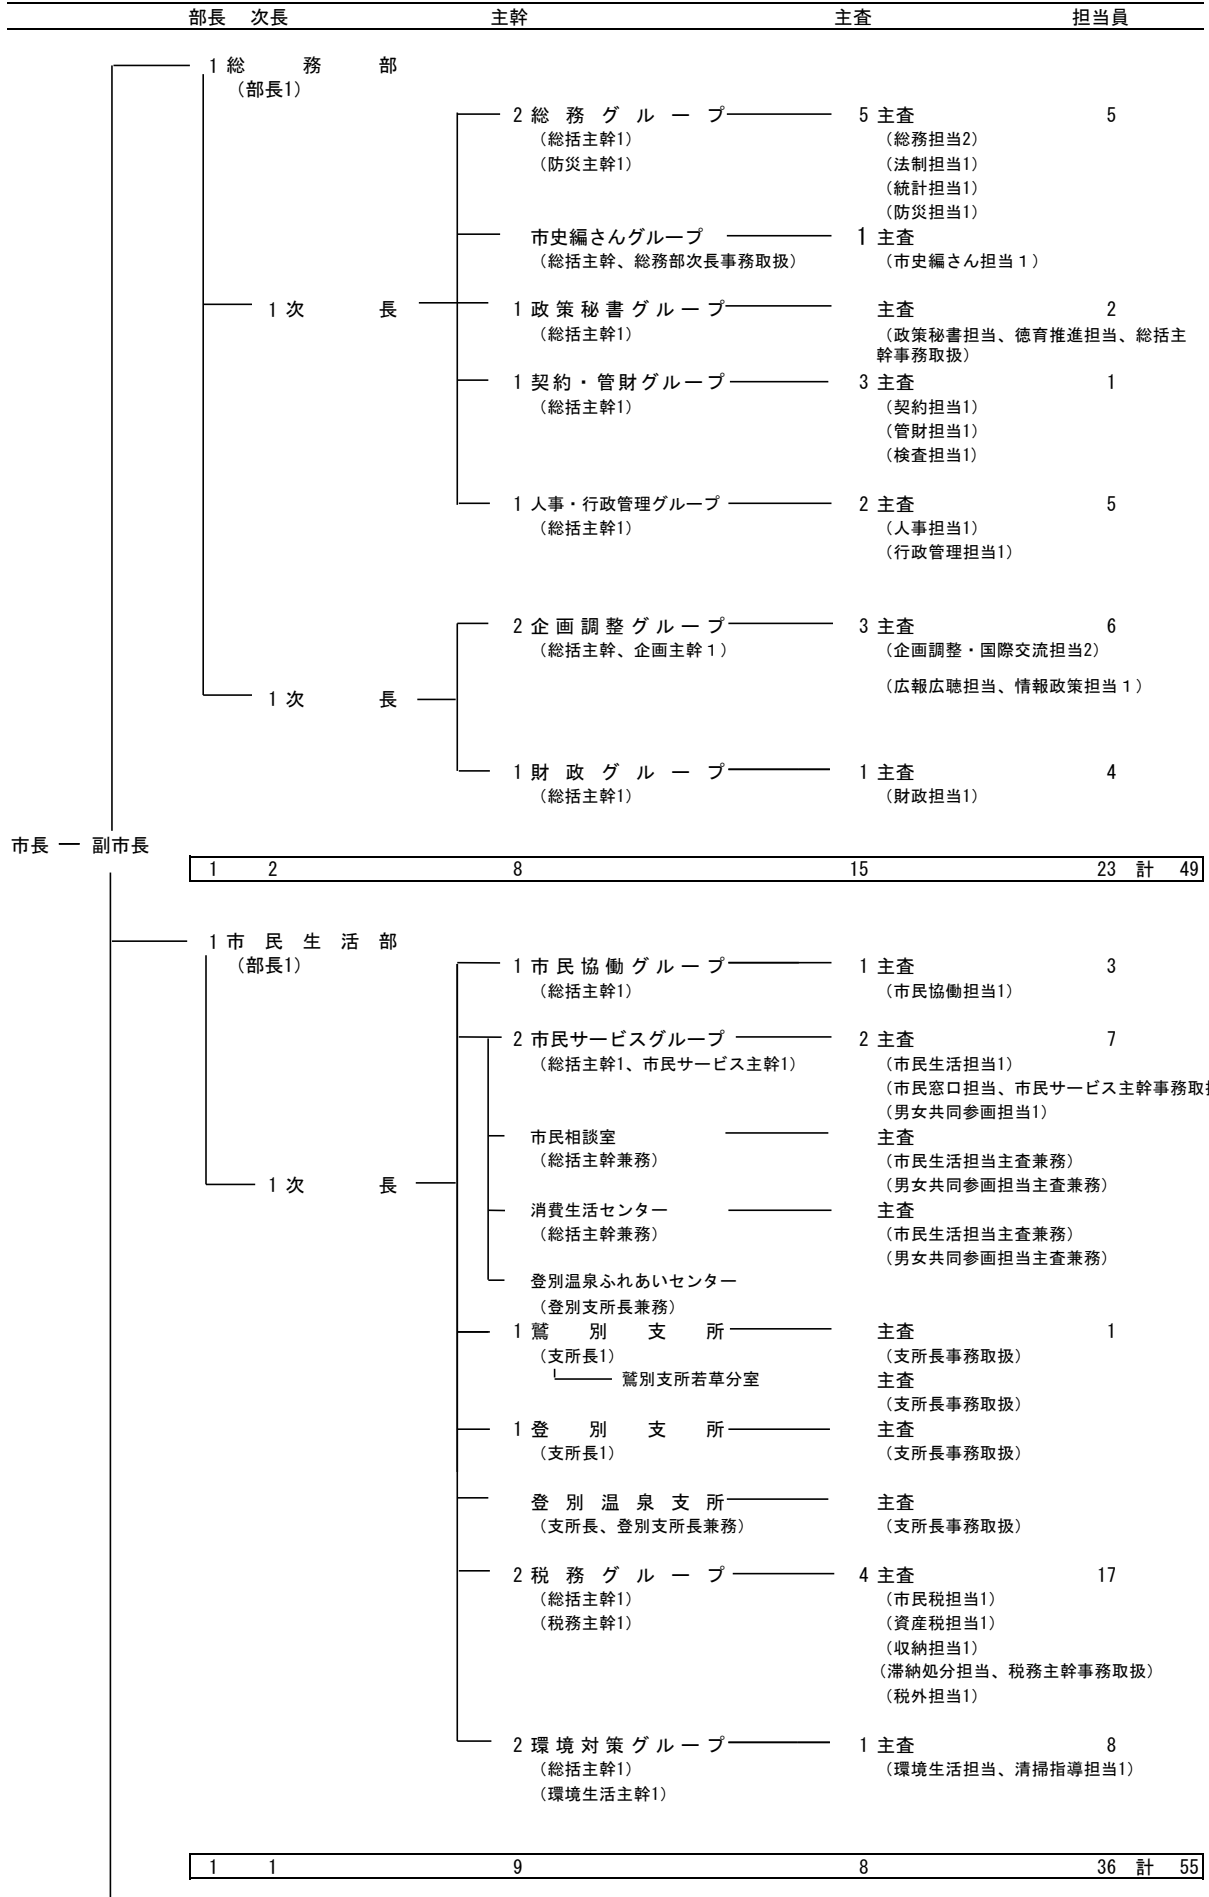 部長 次長 主幹 主査 担当員
1 総務部
(部長1)
2 総務グループ 5 主査 5
(総括主幹1) (総務担当2)
(防災主幹1) (法制担当1)
(統計担当1)
(防災担当1)
市史編さんグループ 1 主査
(総括主幹、総務部次長事務取扱) (市史編さん担当1)
1 次長 1 政策秘書グループ 主査 2
(総括主幹1) (政策秘書担当、徳育推進担当、総括主
幹事務取扱)
1 契約・管財グループ 3 主査 1
(総括主幹1) (契約担当1)
(管財担当1)
(検査担当1)
1 人事・行政管理グループ 2 主査 5
(総括主幹1) (人事担当1)
(行政管理担当1)
2 企画調整グループ 3 主査 6
(総括主幹、企画主幹1) (企画調整・国際交流担当2)
(広報広聴担当、情報政策担当1)
1 次長
1 財政グループ 1 主査 4
(総括主幹1) (財政担当1)
市長 ー 副市長
1 2 8 15 23 計 49
1 市民生活部
(部長1)
1 市民協働グループ 1 主査 3
(総括主幹1) (市民協働担当1)
2 市民サービスグループ 2 主査 7
(総括主幹1、市民サービス主幹1) (市民生活担当1)
(市民窓口担当、市民サービス主幹事務取
(男女共同参画担当1)
市民相談室 主査
(総括主幹兼務) (市民生活担当主査兼務)
1 次長 (男女共同参画担当主査兼務)
消費生活センター 主査
(総括主幹兼務) (市民生活担当主査兼務)
(男女共同参画担当主査兼務)
登別温泉ふれあいセンター
(登別支所長兼務)
1 鷲別支所 主査 1
(支所長1) (支所長事務取扱)
鷲別支所若草分室 主査
(支所長事務取扱)
1 登別支所 主査
(支所長1) (支所長事務取扱)
登別温泉支所 主査
(支所長、登別支所長兼務) (支所長事務取扱)
2 税務グループ 4 主査 17
(総括主幹1) (市民税担当1)
(税務主幹1) (資産税担当1)
(収納担当1)
(滞納処分担当、税務主幹事務取扱)
(税外担当1)
2 環境対策グループ 1 主査 8
(総括主幹1) (環境生活担当、清掃指導担当1)
(環境生活主幹1)
1 1 9 8 36 計 55